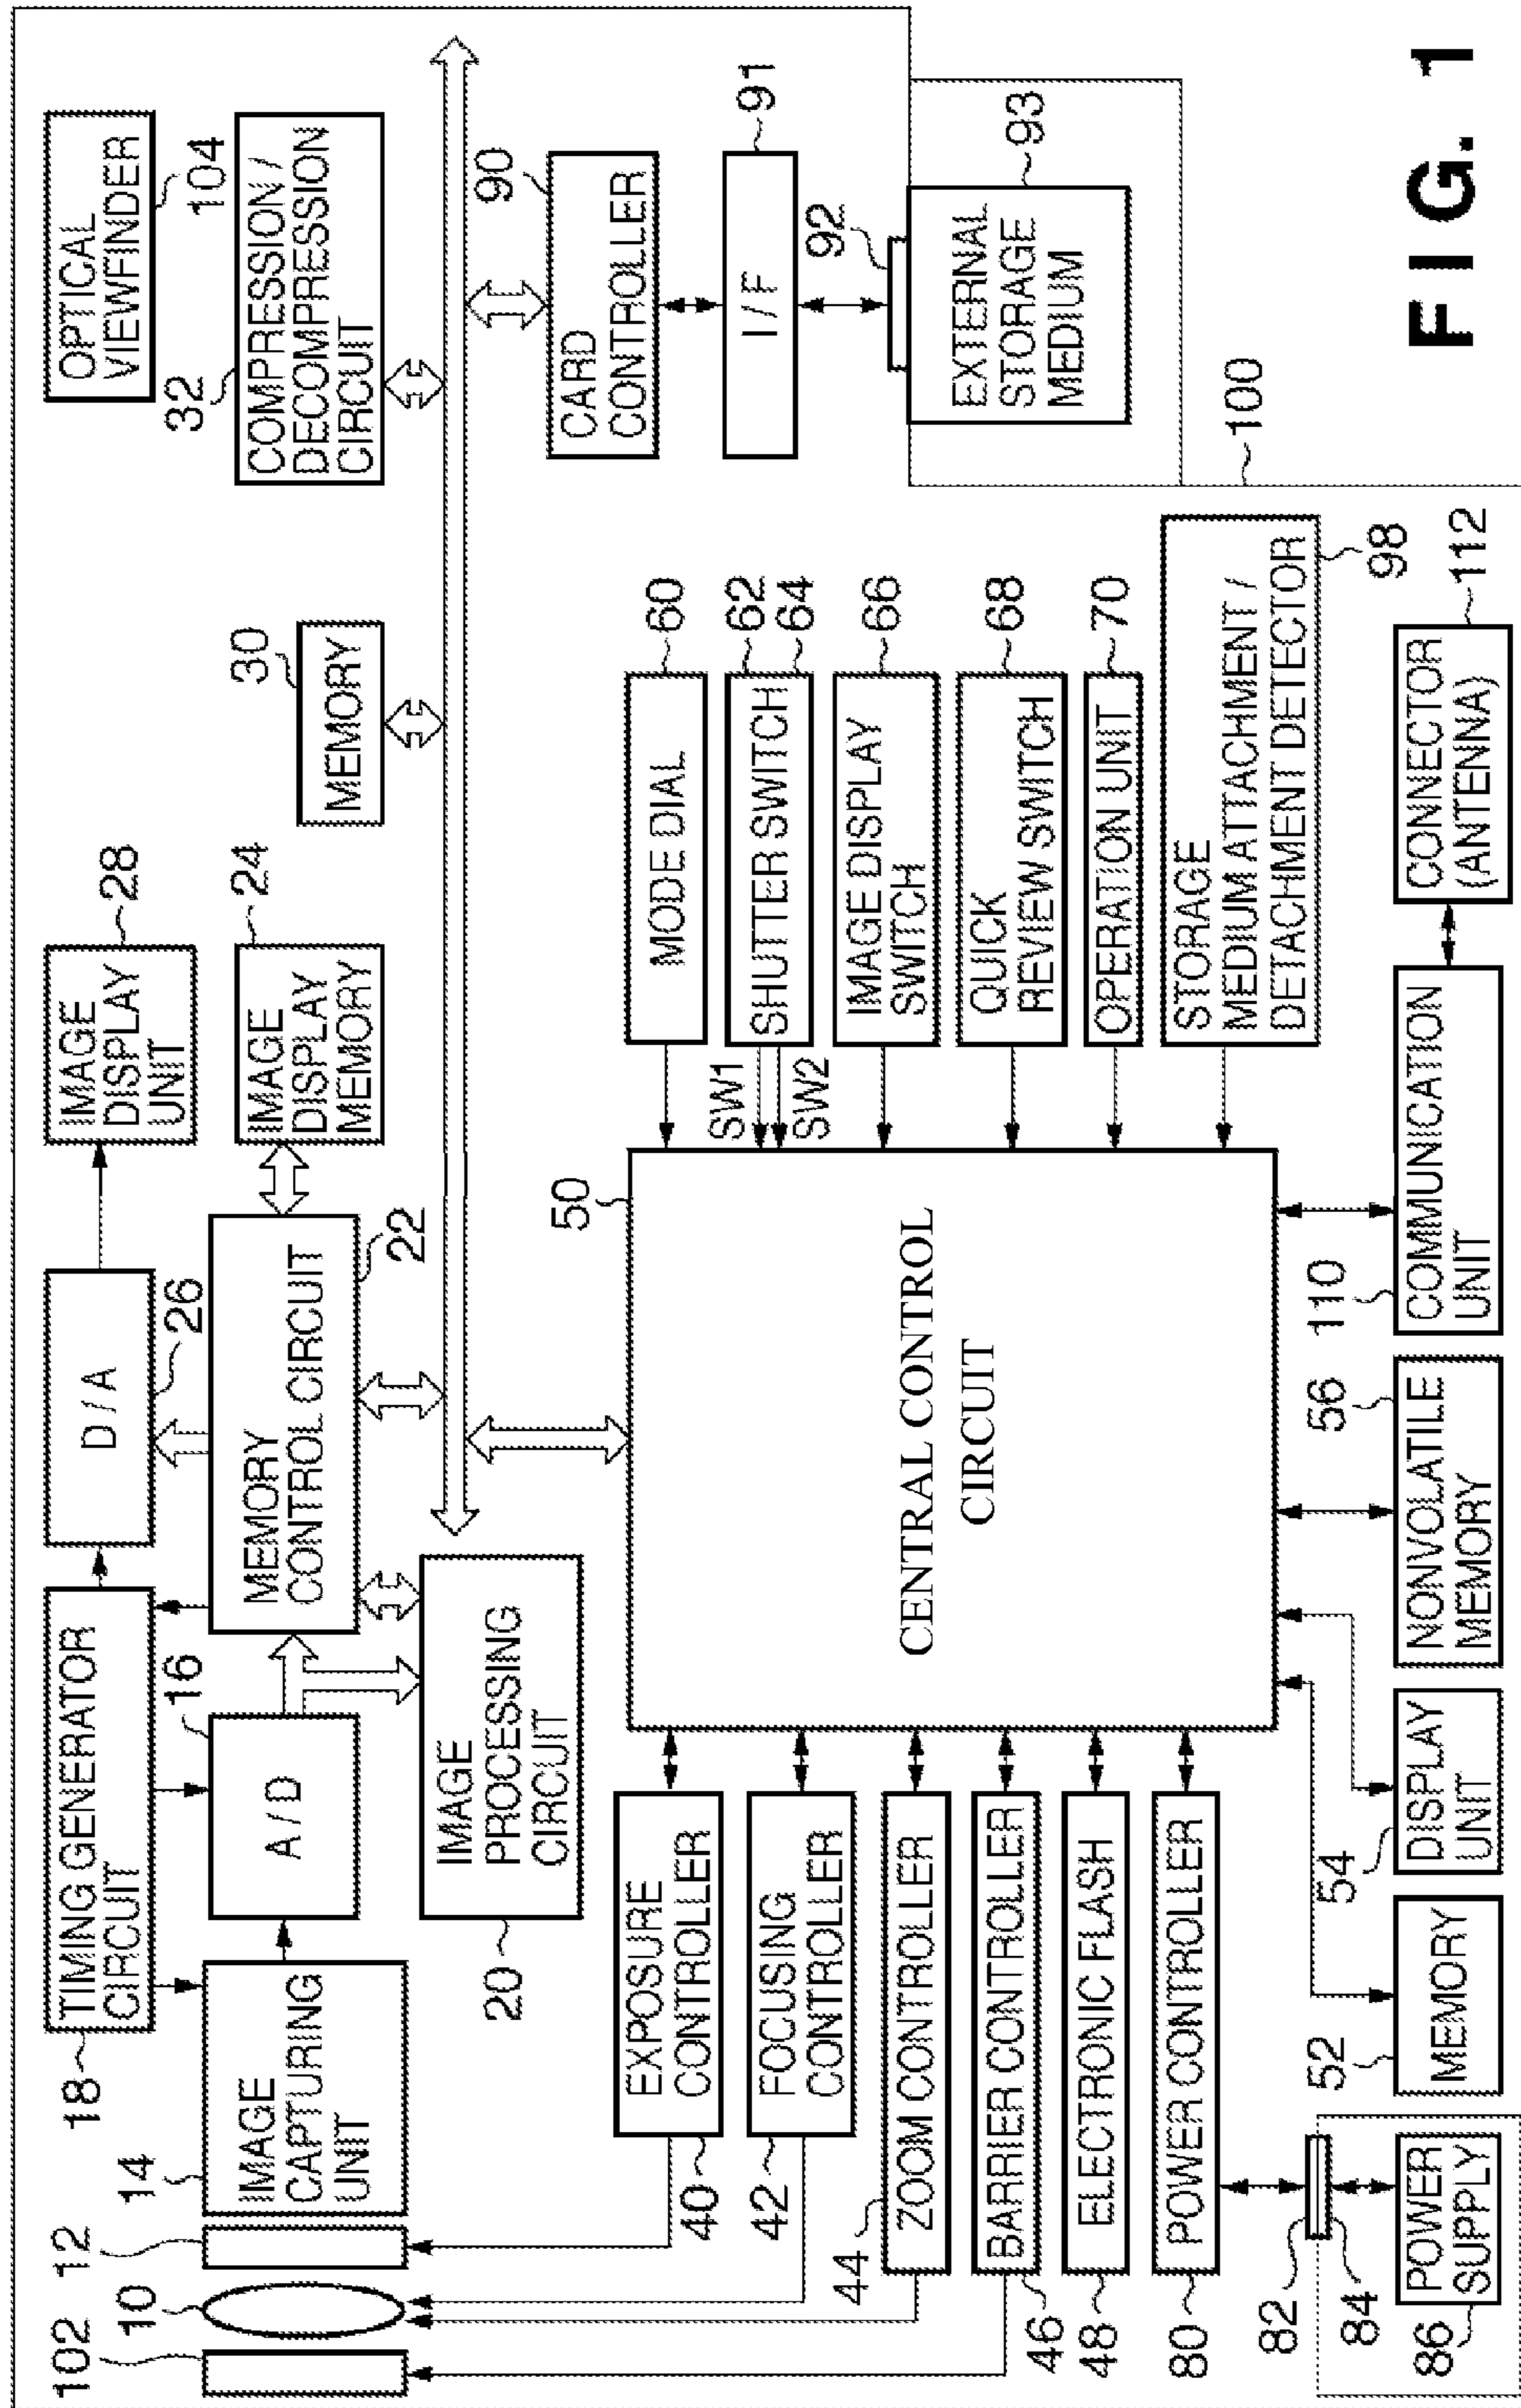 102
10
12
14
IMAGE
CAPTURING
UNIT
18
TIMING GENERATOR
CIRCUIT
A / D
16
D / A
26
IMAGE
DISPLAY
UNIT
28
OPTICAL
VIEWFINDER
104
MEMORY
CONTROL CIRCUIT
22
IMAGE
DISPLAY
MEMORY
24
MEMORY
30
32
COMPRESSION /
DECOMPRESSION
CIRCUIT
IMAGE
PROCESSING
CIRCUIT
20
EXPOSURE
CONTROLLER
40
FOCUSING
CONTROLLER
42
44
ZOOM CONTROLLER
BARRIER CONTROLLER
46
ELECTRONIC FLASH
48
POWER CONTROLLER
80
82
84
POWER
SUPPLY
86
50
CENTRAL CONTROL
CIRCUIT
MODE DIAL
60
SW1
SHUTTER SWITCH
62
64
SW2
IMAGE DISPLAY
SWITCH
66
QUICK
REVIEW SWITCH
68
OPERATION UNIT
70
STORAGE
MEDIUM ATTACHMENT /
DETACHMENT DETECTOR
98
CARD
CONTROLLER
90
I / F
91
92
EXTERNAL
STORAGE
MEDIUM
93
100
52
MEMORY
54
DISPLAY
UNIT
56
NONVOLATILE
MEMORY
110
COMMUNICATION
UNIT
CONNECTOR
(ANTENNA)
112
FIG. 1